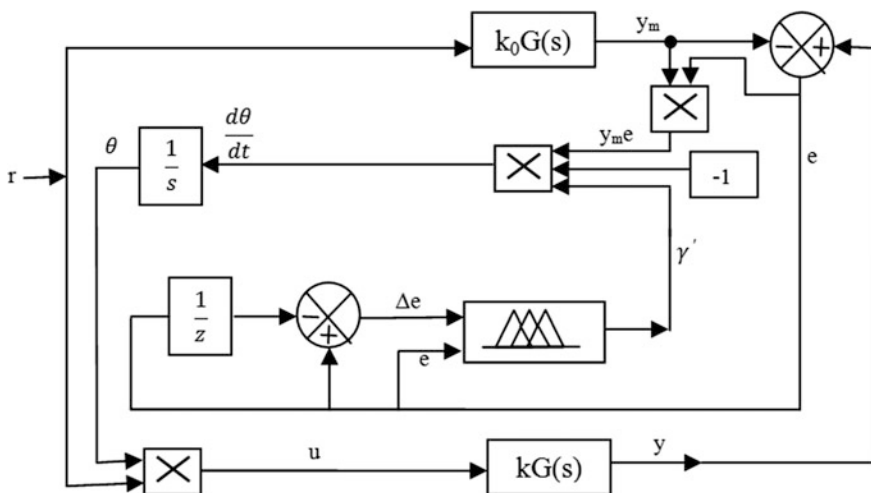 k₀G(s)
yₘ
-
+
yₘe
dθ
dt
θ
1
s
-1
e
r
γ'
1
z
-
+
Δe
e
u
kG(s)
y